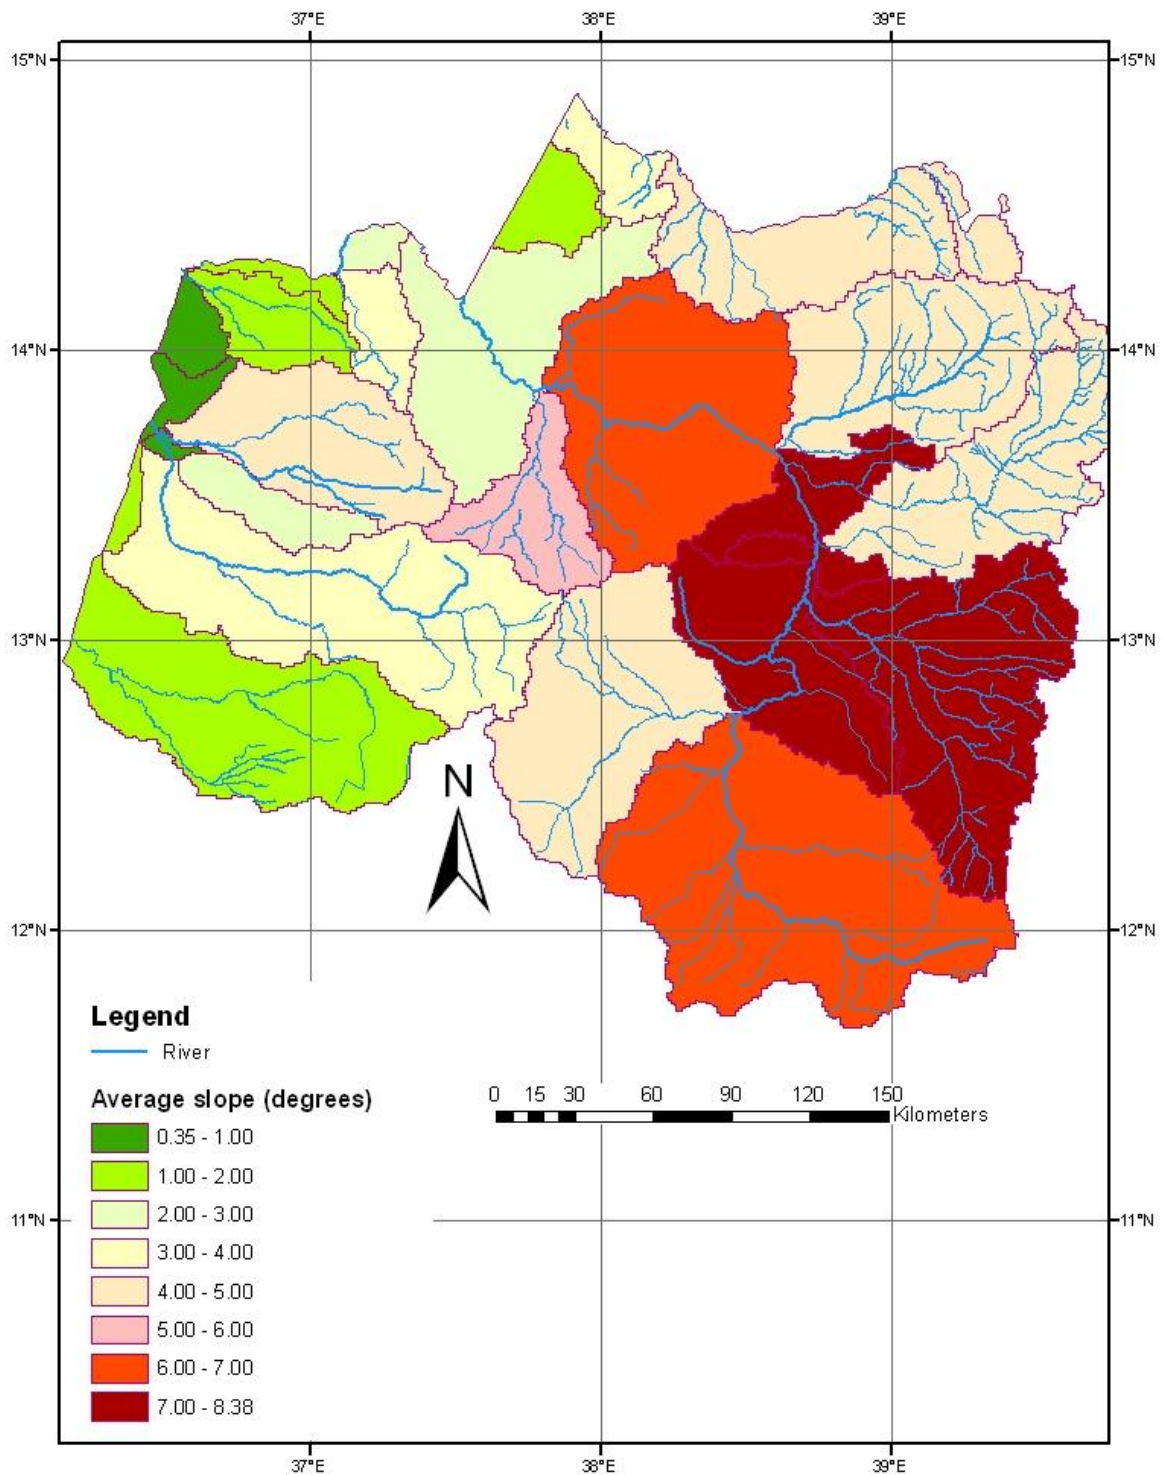 37°E 38°E 39°E
15°N 15°N
14°N 14°N
13°N 13°N
N
12°N 12°N
Legend
River
0 15 30 60 90 120 150
Kilometers
Average slope (degrees)
0.35 - 1.00
1.00 - 2.00
2.00 - 3.00
11°N 11°N
3.00 - 4.00
4.00 - 5.00
5.00 - 6.00
6.00 - 7.00
7.00 - 8.38
37°E 38°E 39°E